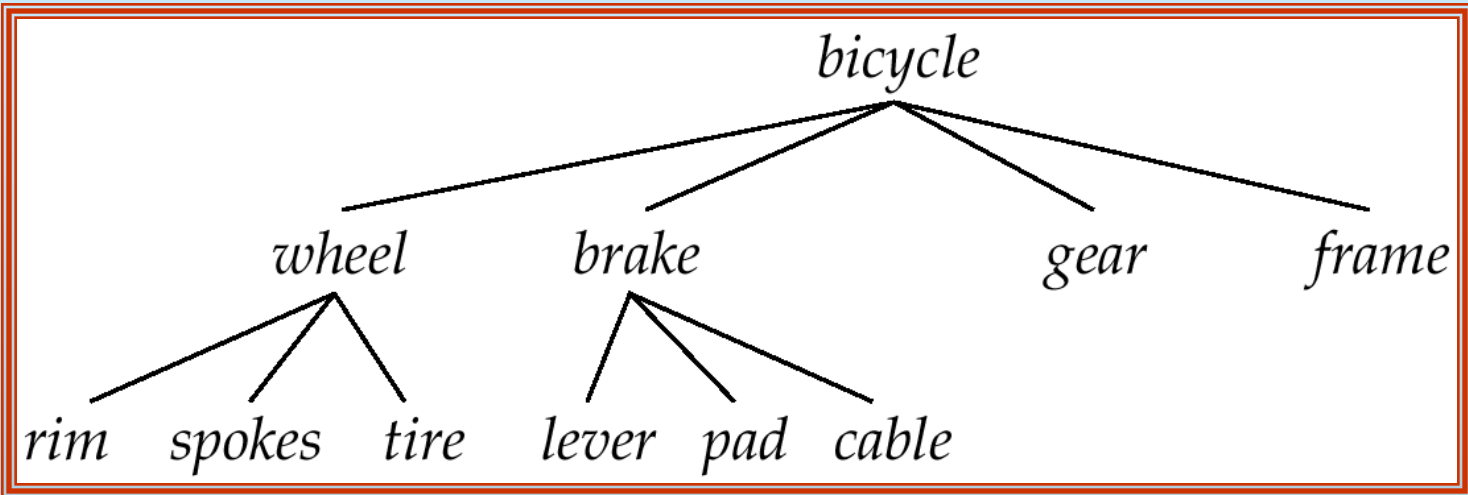 bicycle
wheel brake gear frame
rim spokes tire lever pad cable